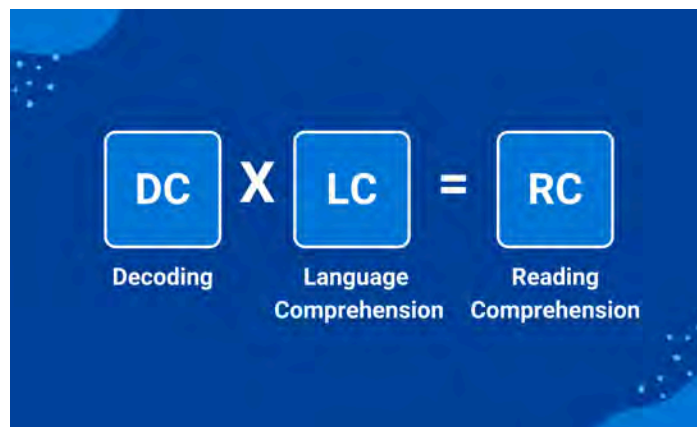 DC X LC = RC
Decoding
Language
Comprehension
Reading
Comprehension